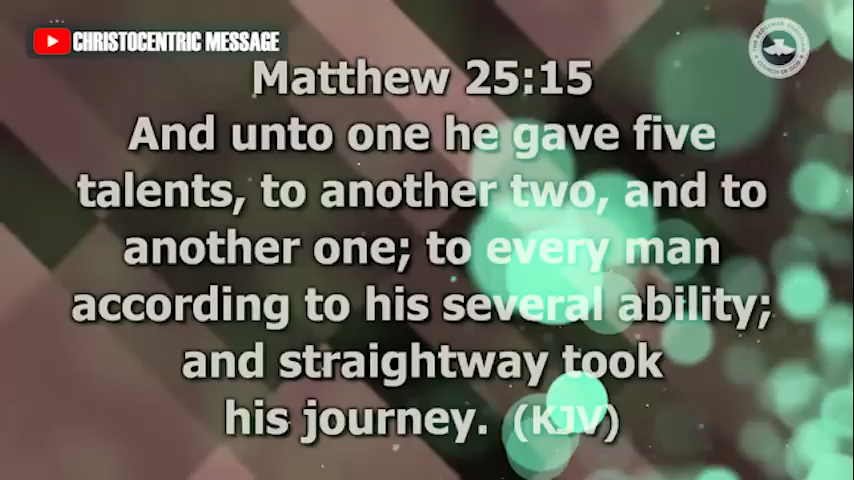 CHRISTOCENTRIC MESSAGE
Matthew 25:15
And unto one he gave five
talents, to another two, and to
another one; to every man
according to his several ability;
and straightway took
his journey. (KJV)